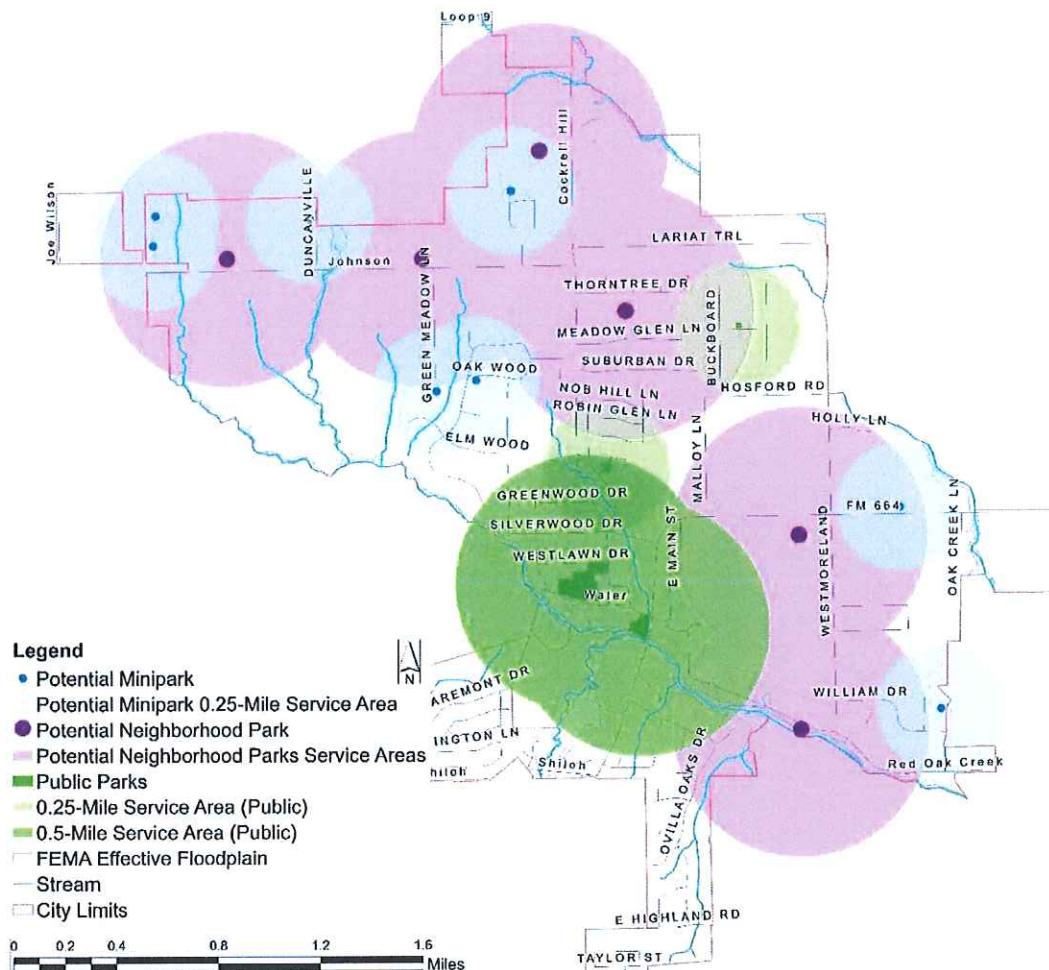 Loop 9
Cockrell Hill
Joe Wilson
DUNCANVILLE
Johnson
LARIAT TRL
THORNTREE DR
GREEN MEADOW LN
MEADOW GLEN LN
BUCKBOARD
SUBURBAN DR
OAK WOOD
NOB HILL LN
HOSFORD RD
ROBIN GLEN LN
ELM WOOD
HOLLY LN
MALLOY LN
GREENWOOD DR
SILVERWOOD DR
FM 664
WESTLAWN DR
E MAIN ST
WESTMORELAND
OAK CREEK LN
Water
Legend
N
Potential Minipark
Potential Minipark 0.25-Mile Service Area
Potential Neighborhood Park
Potential Neighborhood Parks Service Areas
Public Parks
0.25-Mile Service Area (Public)
0.5-Mile Service Area (Public)
FEMA Effective Floodplain
Stream
City Limits
AREMONT DR
INGTON LN
hiloh
Shiloh
WILLIAM DR
OVILLA OAKS DR
Red Oak Creek
E HIGHLAND RD
TAYLOR ST
0 0.2 0.4 0.8 1.2 1.6
Miles